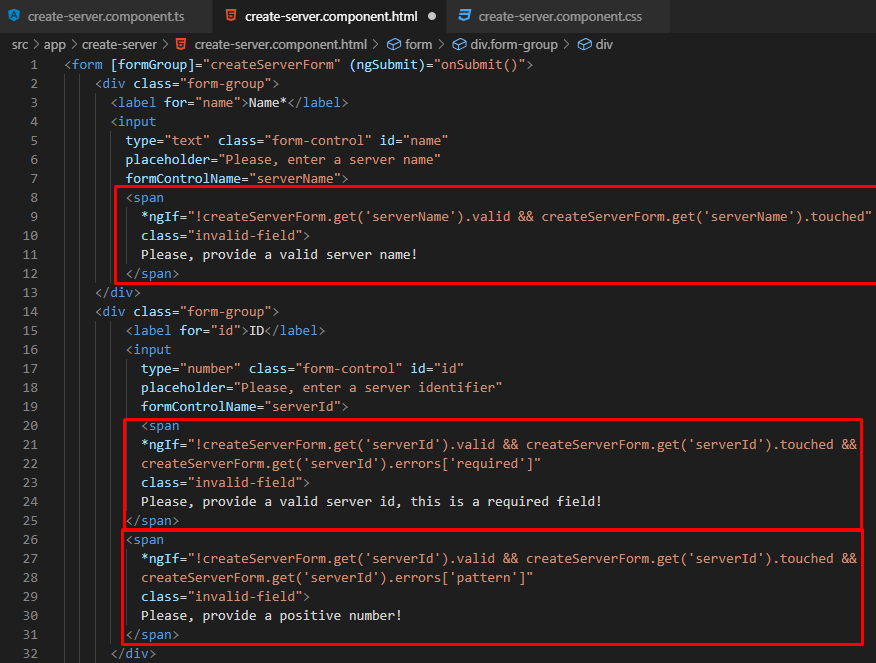 create-server.component.ts create-server.component.html create-server.component.css
src > app > create-server > create-server.component.html > form > div.form-group > div
1 <form [formGroup]="createServerForm" (ngSubmit)="onSubmit()">
2 <div class="form-group">
3 <label for="name">Name*</label>
4 <input
5 type="text" class="form-control" id="name"
6 placeholder="Please, enter a server name"
7 formControlName="serverName">
8 <span
9 *ngIf="!createServerForm.get('serverName').valid && createServerForm.get('serverName').touched"
10 class="invalid-field">
11 Please, provide a valid server name!
12 </span>
13 </div>
14 <div class="form-group">
15 <label for="id">ID</label>
16 <input
17 type="number" class="form-control" id="id"
18 placeholder="Please, enter a server identifier"
19 formControlName="serverId">
20 <span
21 *ngIf="!createServerForm.get('serverId').valid && createServerForm.get('serverId').touched &&
22 createServerForm.get('serverId').errors['required']"
23 class="invalid-field">
24 Please, provide a valid server id, this is a required field!
25 </span>
26 <span
27 *ngIf="!createServerForm.get('serverId').valid && createServerForm.get('serverId').touched &&
28 createServerForm.get('serverId').errors['pattern']"
29 class="invalid-field">
30 Please, provide a positive number!
31 </span>
32 </div>